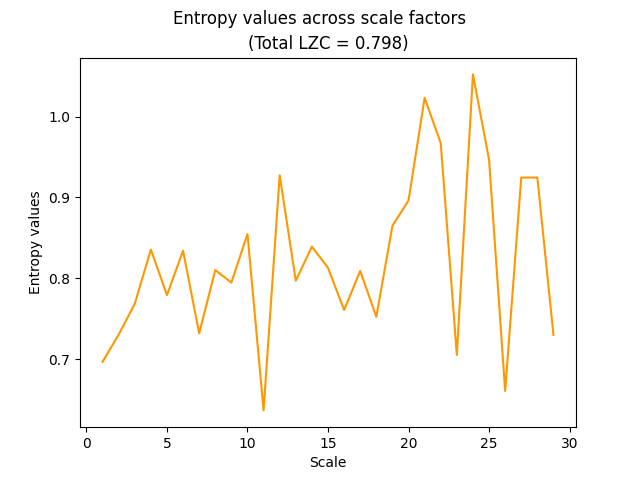 Entropy values across scale factors
(Total LZC = 0.798)
1.0
0.9
0.8
0.7
Entropy values
0
5
10
15
20
25
30
Scale